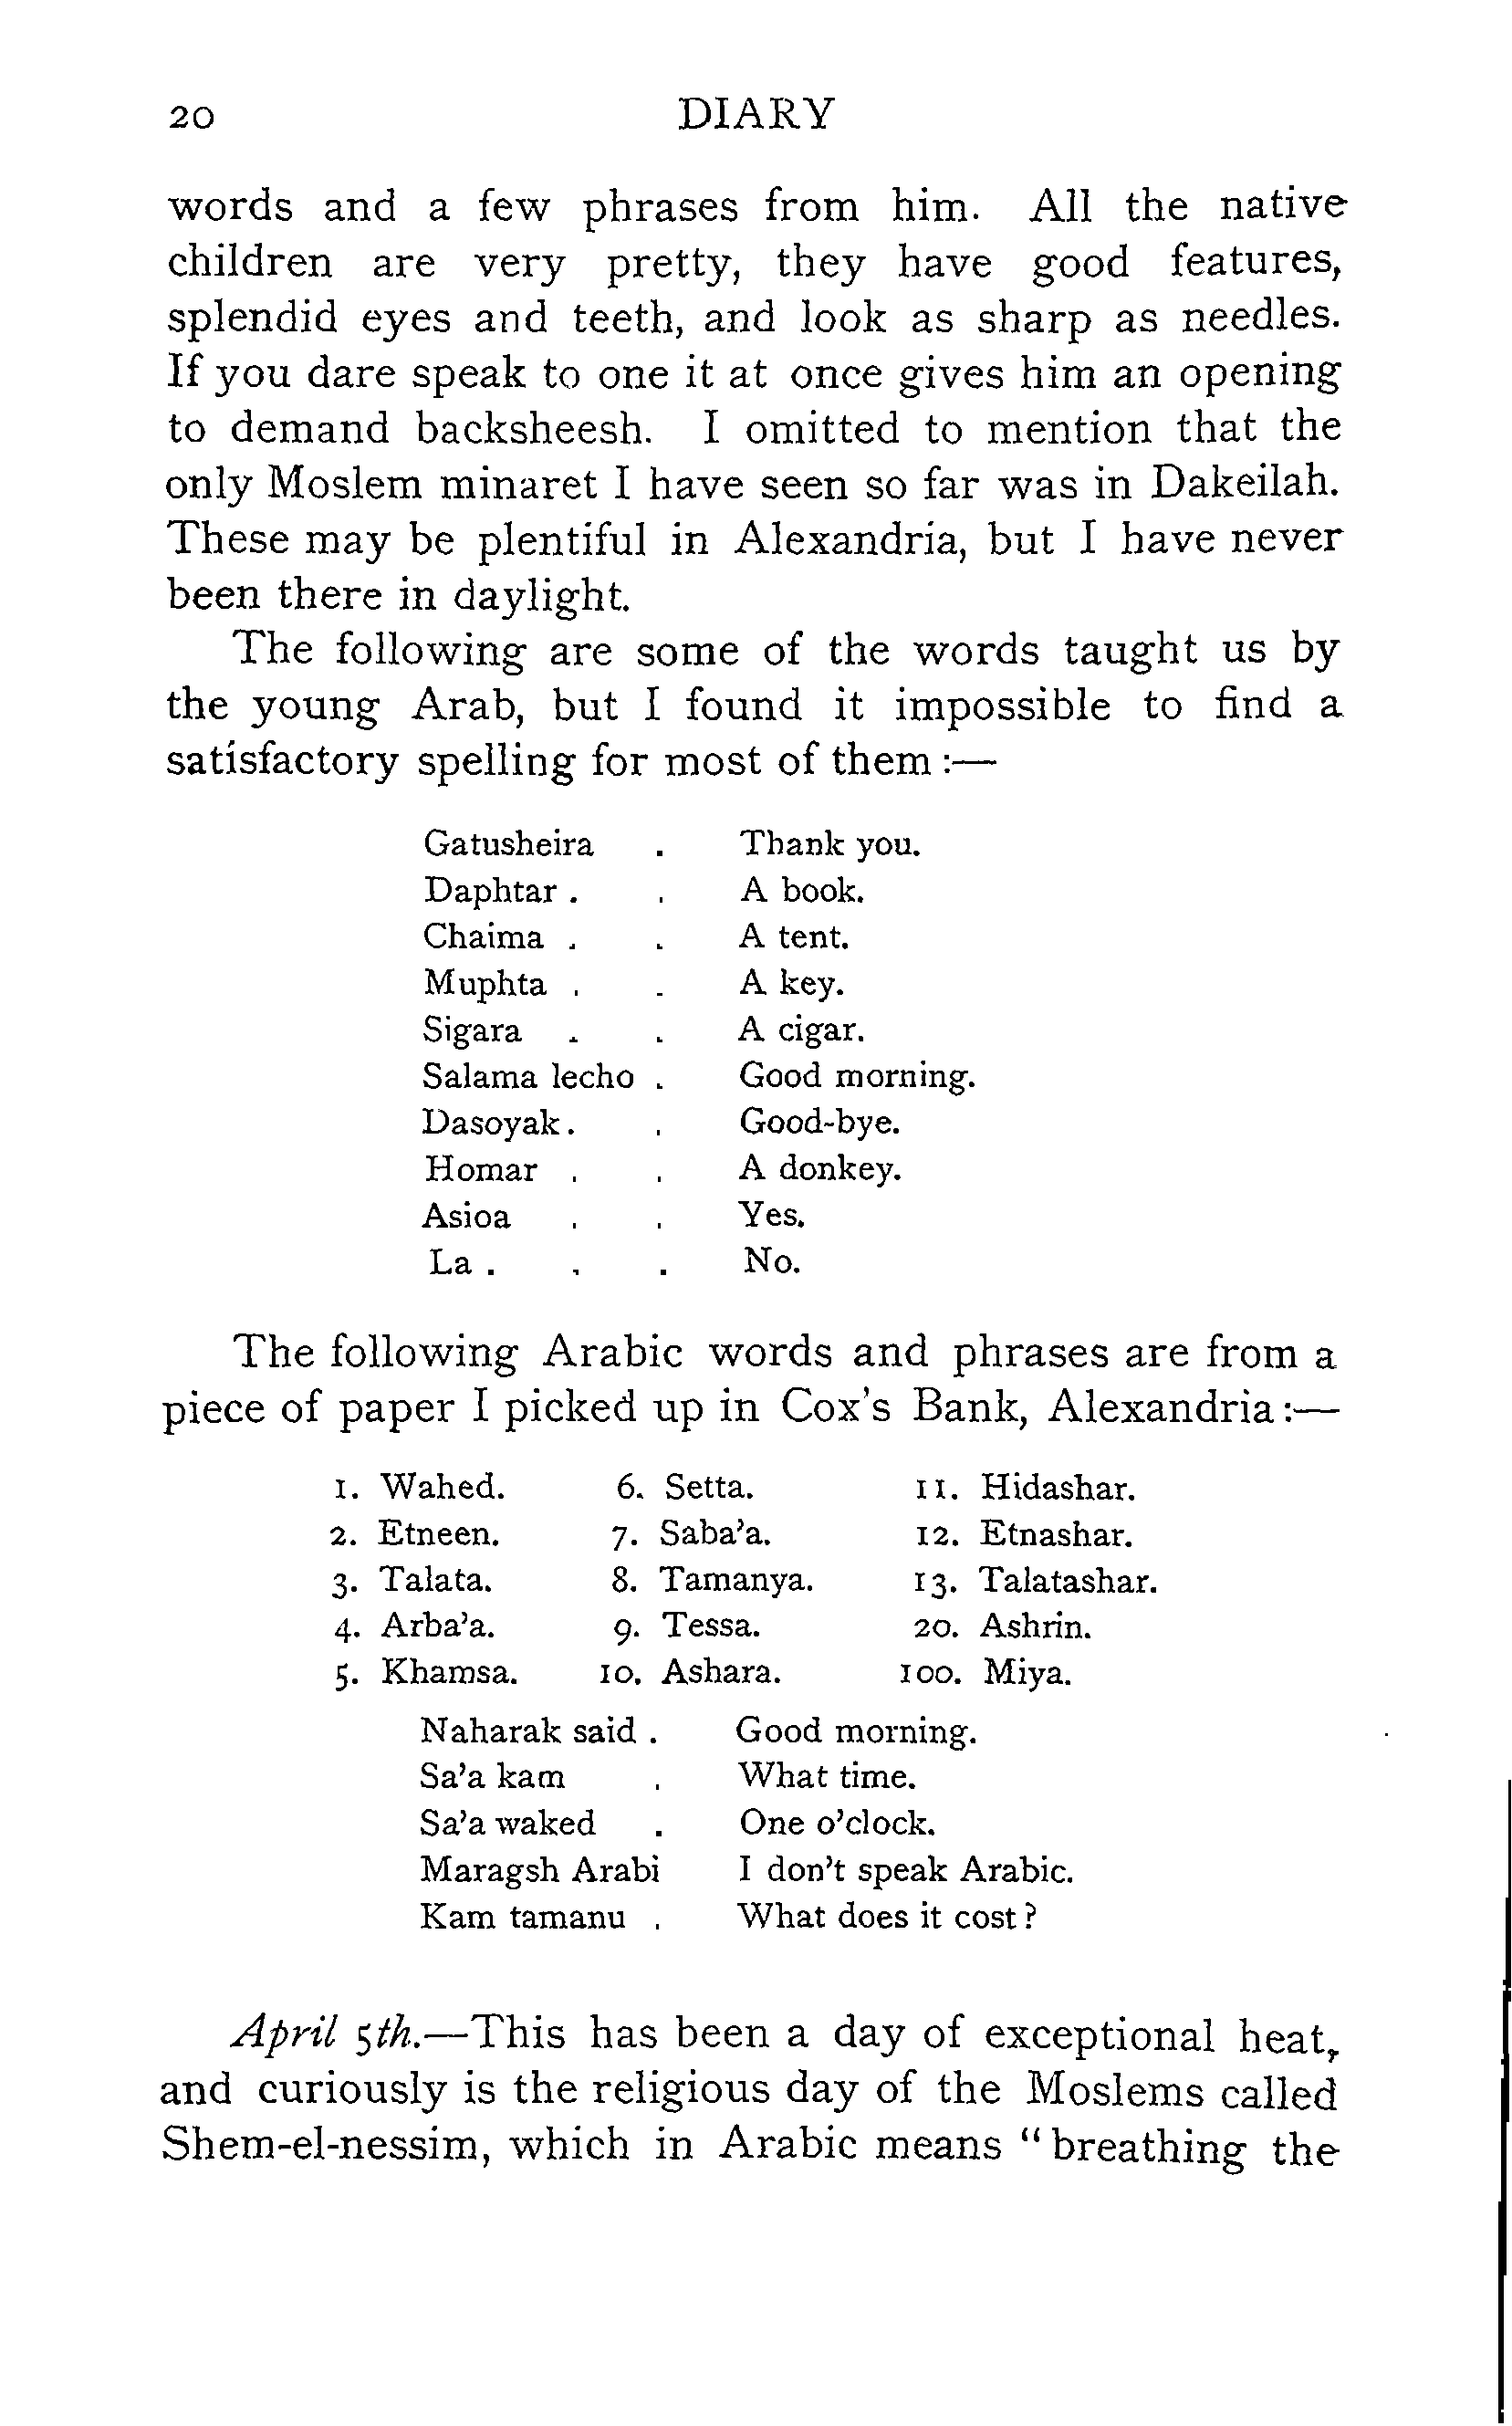 20 DIARY
words and a few phrases from him. All the native
children are very pretty, they have good features,
splendid eyes and teeth, and look as sharp as needles.
If you dare speak to one it at once gives him an opening
to demand backsheesh. I omitted to mention that the
only Moslem minaret I have seen so far was in Dakeilah.
These may be plentiful in Alexandria, but I have never
been there in daylight.
The following are some of the words taught us by
the young Arab, but I found it impossible to find a
satisfactory spelling for most of them :—
Gatusheira . Thank you.
Daphtar . . A book.
Chaima . . A tent.
Muphta . . A key.
Sigara . . A cigar.
Salama lecho . Good morning.
Dasoyak . . Good-bye.
Homar . . A donkey.
Asioa . . Yes.
La . . . No.
The following Arabic words and phrases are from a
piece of paper I picked up in Cox's Bank, Alexandria :—
1. Wahed. 6. Setta. 11. Hidashar.
2. Etneen. 7. Saba'a. 12. Etnashar.
3. Talata. 8. Tamanya. 13. Talatashar.
4. Arba'a. 9. Tessa. 20. Ashrin.
5. Khamsa. 10. Ashara. 100. Miya.
Naharak said . Good morning.
Sa'a kam . What time.
Sa'a waked . One o'clock.
Maragsh Arabi I don't speak Arabic.
Kam tamanu . What does it cost?
April 5th.—This has been a day of exceptional heat,
and curiously is the religious day of the Moslems called
Shem-el-nessim, which in Arabic means "breathing the